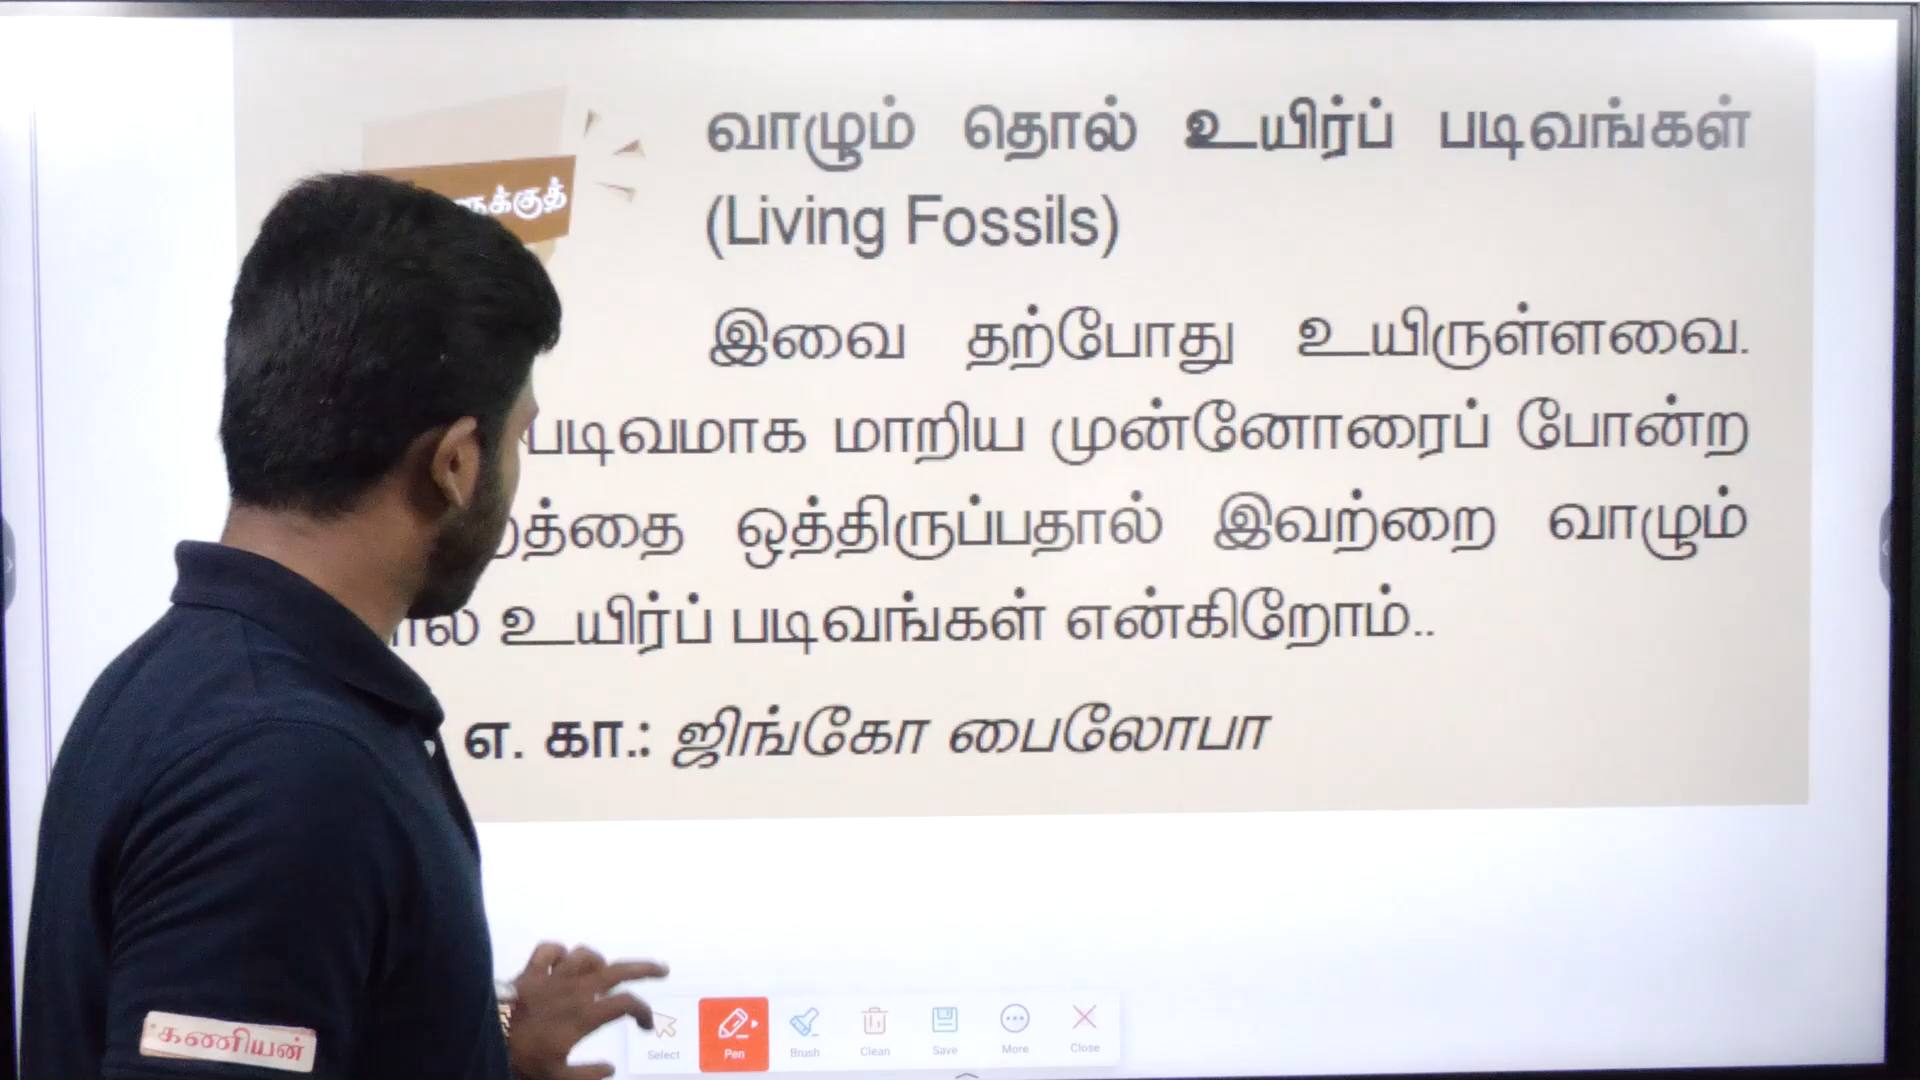 வாழும் தொல் உயிர்ப் படிவங்கள்
(Living Fossils)
இவை தற்போது உயிருள்ளவை.
படிவமாக மாறிய முன்னோரைப் போன்ற
ஒத்திருப்பதால் இவற்றை வாழும்
உயிர்ப் படிவங்கள் என்கிறோம்..
எ. கா.: ஜிங்கோ பைலோபா
கணியன்
Select Pen Brush Clean Save More Close